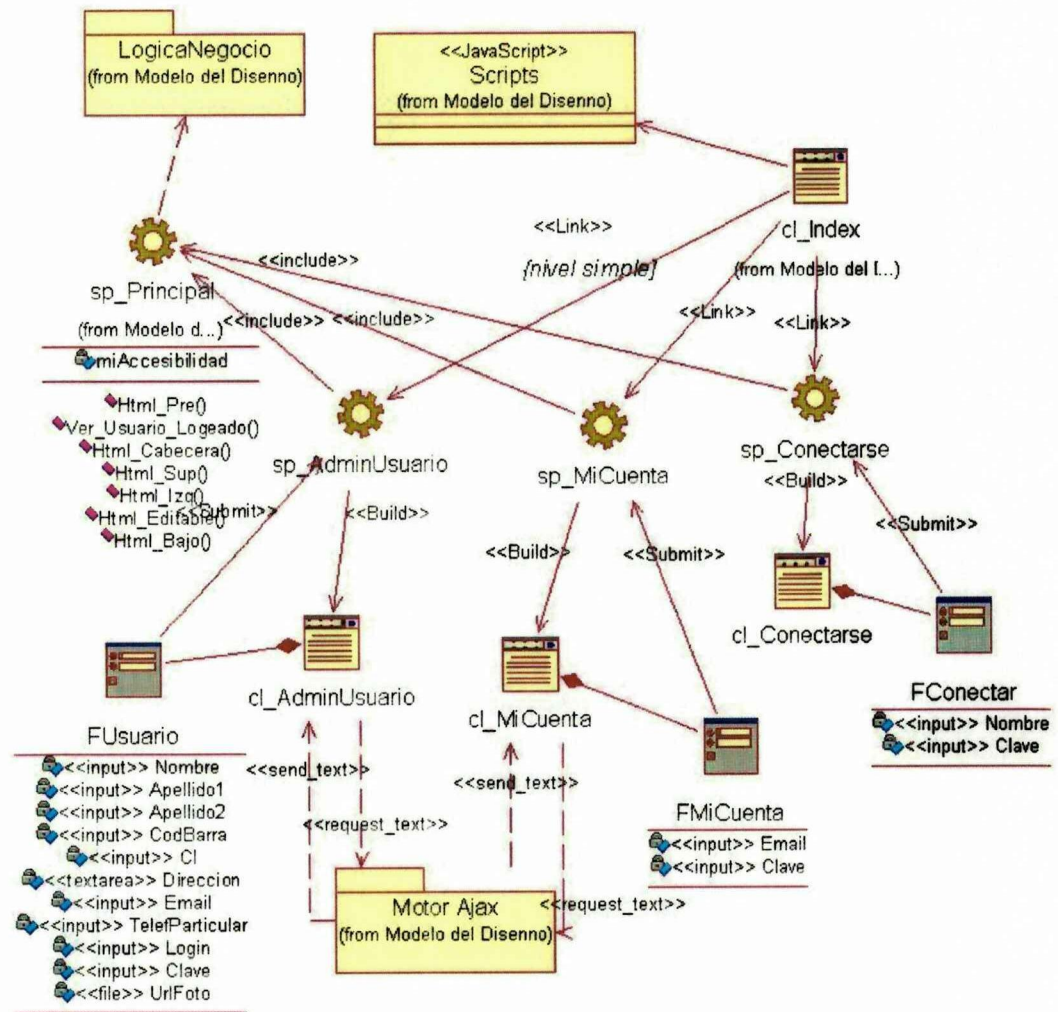 LogicaNegocio
(from Modelo del Disenno)
<<JavaScript>>
Scripts
(from Modelo del Disenno)
cl_Index
(from Modelo del [...)
<<Link>>
{nivel simple}
<<Link>>
<<Link>>
<<include>>
<<include>>
<<include>>
sp_Principal
(from Modelo d...)
miAccesibilidad
Html_Pre()
Ver_Usuario_Logeado()
Html_Cabecera()
Html_Sup()
Html_Izq()
Html_Editable()
Html_Bajo()
sp_AdminUsuario
sp_MiCuenta
sp_Conectarse
<<Submit>>
<<Build>>
<<Build>>
<<Submit>>
<<Build>>
<<Submit>>
cl_AdminUsuario
cl_MiCuenta
cl_Conectarse
FConectar
<<input>> Nombre
<<input>> Clave
FUsuario
<<input>> Nombre
<<input>> Apellido1
<<input>> Apellido2
<<input>> CodBarra
<<input>> CI
<<textarea>> Direccion
<<input>> Email
<<input>> TelefParticular
<<input>> Login
<<input>> Clave
<<file>> UrlFoto
<<send_text>>
<<request_text>>
<<send_text>>
<<request_text>>
FMiCuenta
<<input>> Email
<<input>> Clave
Motor Ajax
(from Modelo del Disenno)